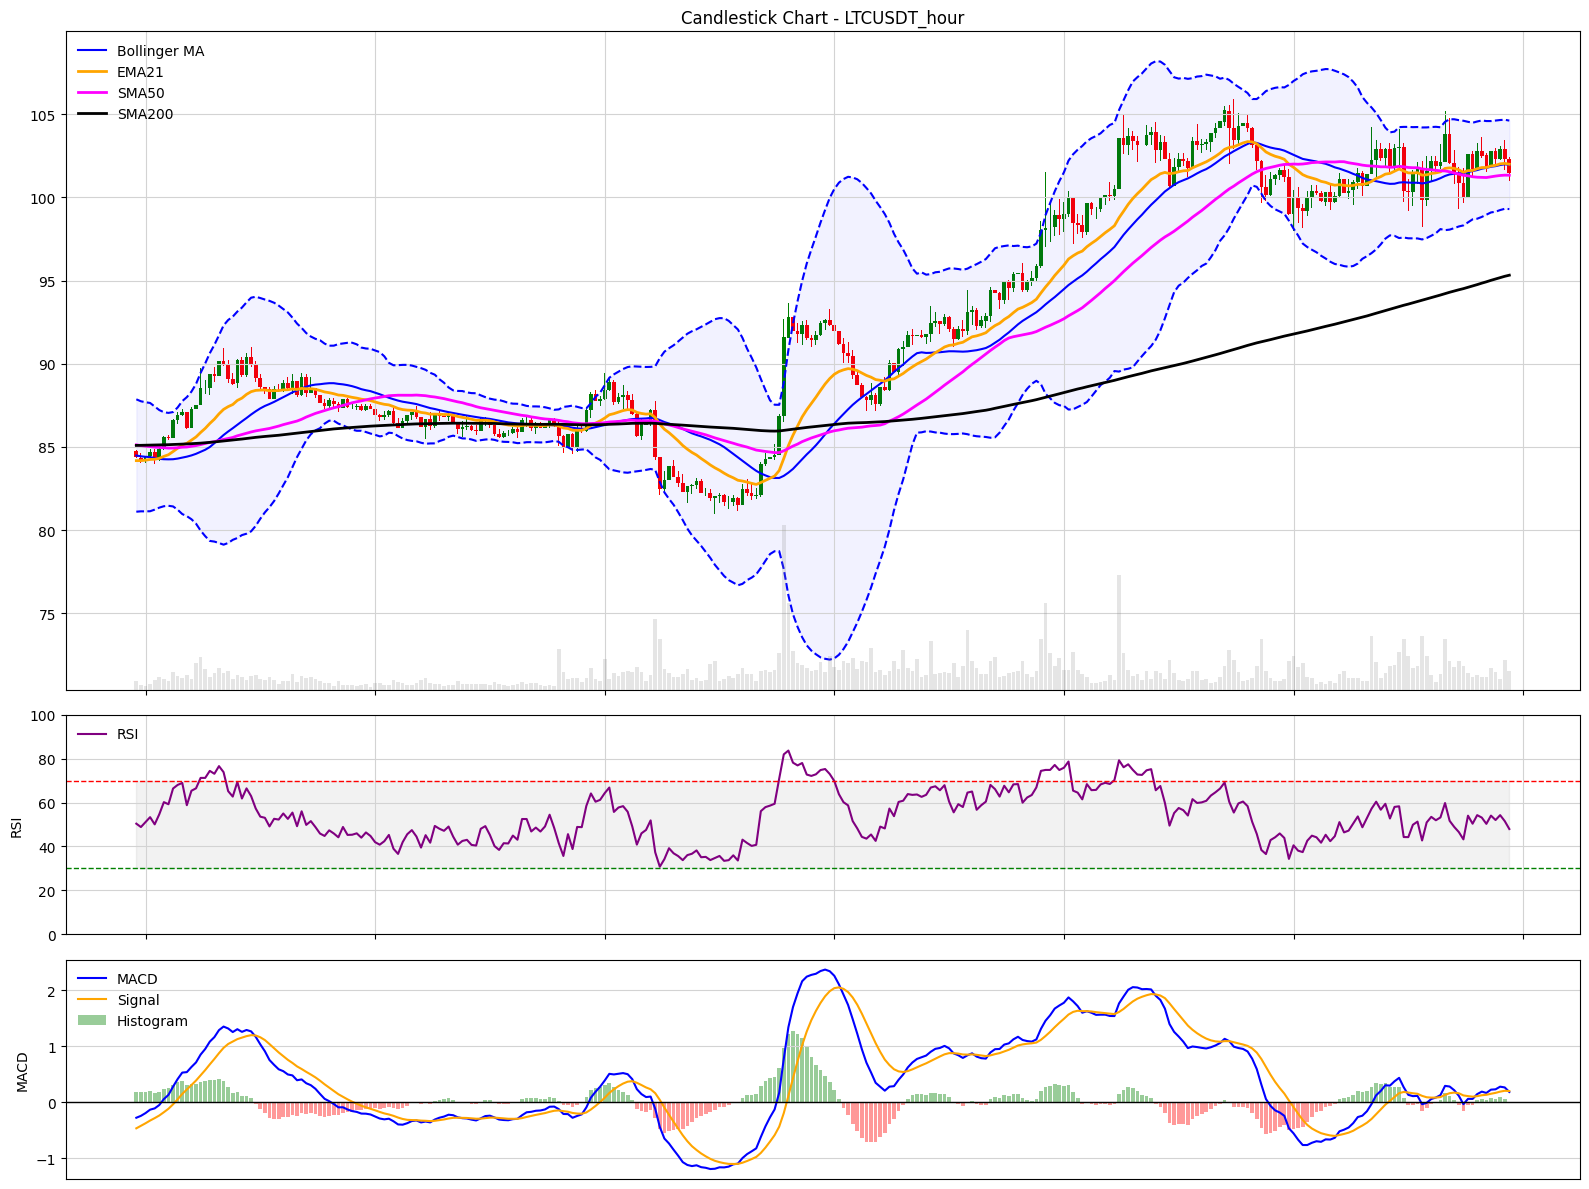 Candlestick Chart - LTCUSDT_hour
Bollinger MA
EMA21
SMA50
SMA200
105
100
95
90
85
80
75
RSI
100
80
60
40
20
0
RSI
MACD
Signal
Histogram
2
1
0
−1
MACD